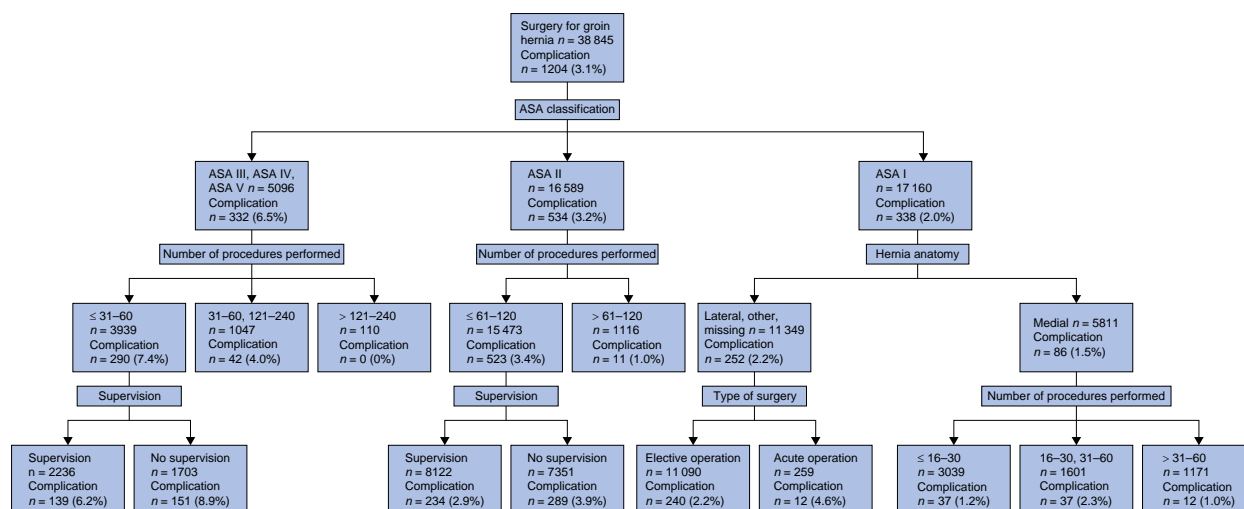 Surgery for groin
hernia n = 38 845
Complication
n = 1204 (3.1%)
ASA classification
ASA III, ASA IV,
ASA V n = 5096
Complication
n = 332 (6.5%)
ASA II
n = 16 589
Complication
n = 534 (3.2%)
ASA I
n = 17 160
Complication
n = 338 (2.0%)
Number of procedures performed
Number of procedures performed
Hernia anatomy
≤ 31–60
n = 3939
Complication
n = 290 (7.4%)
31–60, 121–240
n = 1047
Complication
n = 42 (4.0%)
> 121–240
n = 110
Complication
n = 0 (0%)
≤ 61–120
n = 15 473
Complication
n = 523 (3.4%)
> 61–120
n = 1116
Complication
n = 11 (1.0%)
Lateral, other,
missing n = 11 349
Complication
n = 252 (2.2%)
Medial n = 5811
Complication
n = 86 (1.5%)
Supervision
Supervision
Type of surgery
Number of procedures performed
Supervision
n = 2236
Complication
n = 139 (6.2%)
No supervision
n = 1703
Complication
n = 151 (8.9%)
Supervision
n = 8122
Complication
n = 234 (2.9%)
No supervision
n = 7351
Complication
n = 289 (3.9%)
Elective operation
n = 11 090
Complication
n = 240 (2.2%)
Acute operation
n = 259
Complication
n = 12 (4.6%)
≤ 16–30
n = 3039
Complication
n = 37 (1.2%)
16–30, 31–60
n = 1601
Complication
n = 37 (2.3%)
> 31–60
n = 1171
Complication
n = 12 (1.0%)